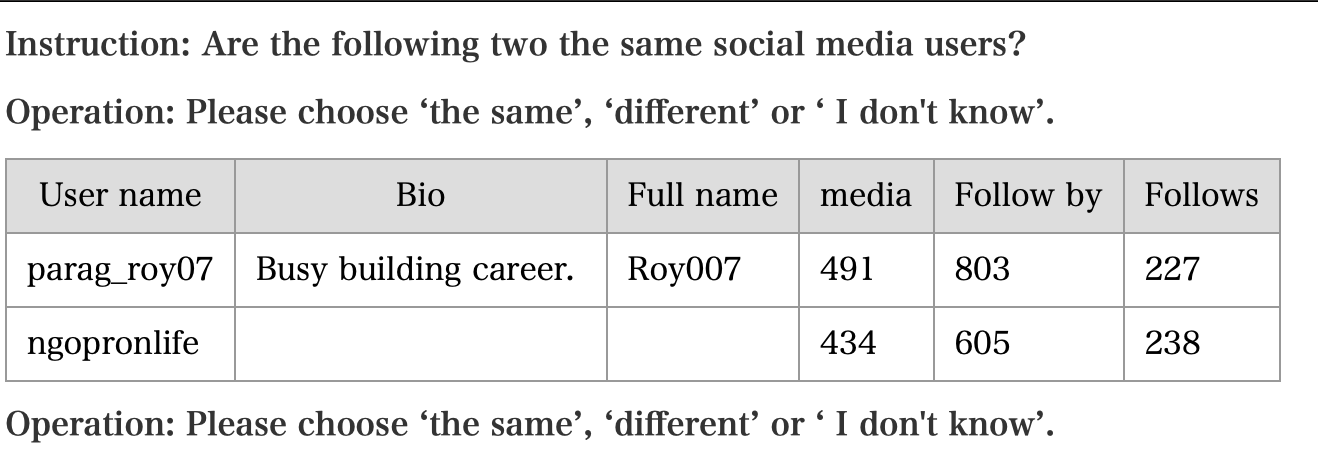 Instruction: Are the following two the same social media users?
Operation: Please choose ‘the same’, ‘different’ or ‘ I don't know’.
User name Bio Full name media Follow by Follows
parag_roy07 Busy building career. Roy007 491 803 227
ngopronlife 434 605 238
Operation: Please choose ‘the same’, ‘different’ or ‘ I don't know’.